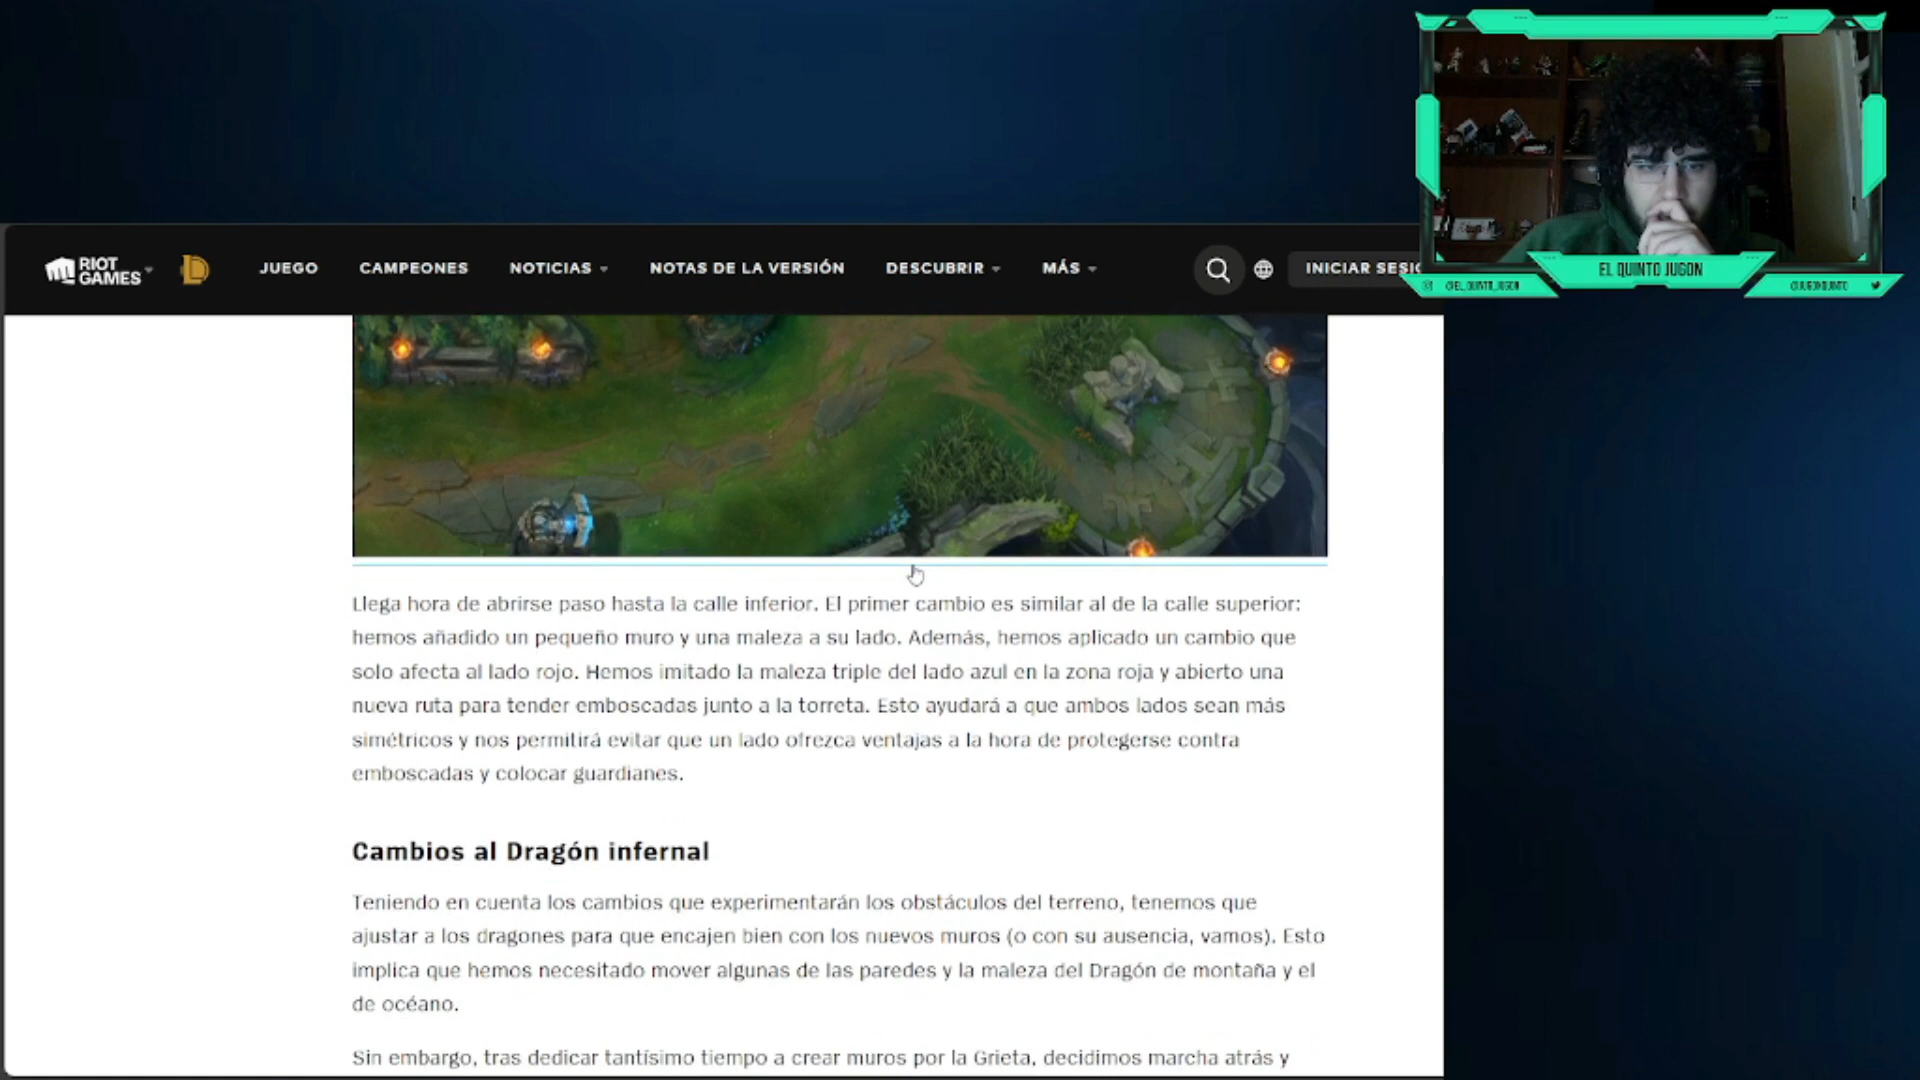 RIOT
GAMES
JUEGO
CAMPEONES
NOTICIAS
NOTAS DE LA VERSIÓN
DESCUBRIR
MÁS
INICIAR SESIÓ
EL QUINTO JUGON
@EL_QUINTO_JUGON
@JUGONQUINTO
Llega hora de abrirse paso hasta la calle inferior. El primer cambio es similar al de la calle superior:
hemos añadido un pequeño muro y una maleza a su lado. Además, hemos aplicado un cambio que
solo afecta al lado rojo. Hemos imitado la maleza triple del lado azul en la zona roja y abierto una
nueva ruta para tender emboscadas junto a la torreta. Esto ayudará a que ambos lados sean más
simétricos y nos permitirá evitar que un lado ofrezca ventajas a la hora de protegerse contra
emboscadas y colocar guardianes.
Cambios al Dragón infernal
Teniendo en cuenta los cambios que experimentarán los obstáculos del terreno, tenemos que
ajustar a los dragones para que encajen bien con los nuevos muros (o con su ausencia, vamos). Esto
implica que hemos necesitado mover algunas de las paredes y la maleza del Dragón de montaña y el
de océano.
Sin embargo, tras dedicar tantísimo tiempo a crear muros por la Grieta, decidimos marcha atrás y